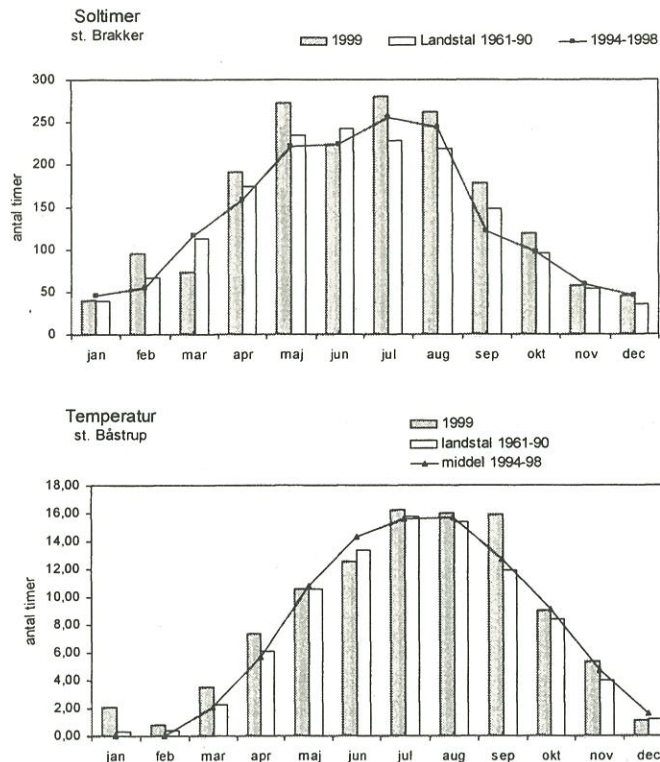 Soltimer
st. Brakker
1999 Landstal 1961-90 1994-1998
300
250
200
150
100
50
0
antal timer
jan feb mar apr maj jun jul aug sep okt nov dec
Temperatur
st. Båstrup
1999
landstal 1961-90
middel 1994-98
18,00
16,00
14,00
12,00
10,00
8,00
6,00
4,00
2,00
0,00
antal timer
jan feb mar apr maj jun jul aug sep okt nov dec